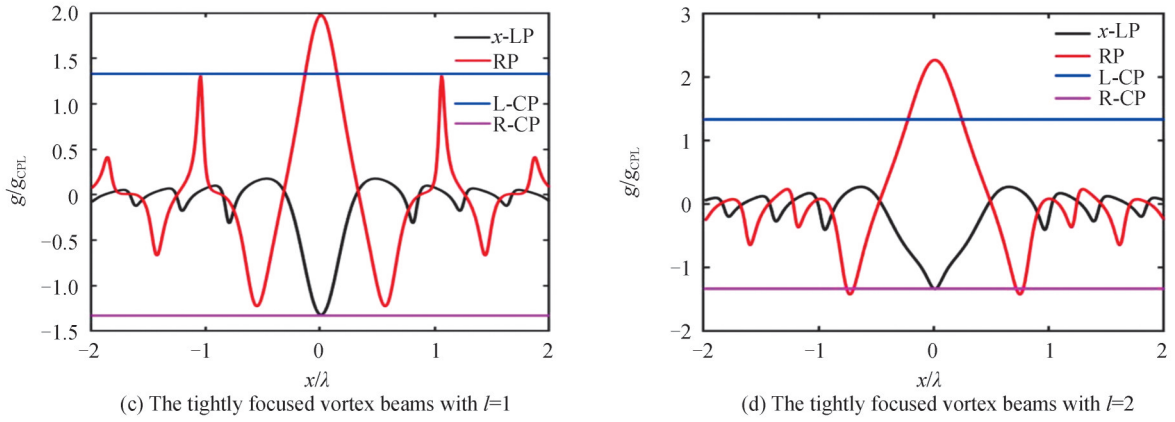 2.0
1.5
1.0
0.5
0
−0.5
−1.0
−1.5
g/gCPL
x-LP
RP
L-CP
R-CP
−2
−1
0
1
2
x/λ
(c) The tightly focused vortex beams with l=1
3
2
1
0
−1
−2
g/gCPL
x-LP
RP
L-CP
R-CP
−2
−1
0
1
2
x/λ
(d) The tightly focused vortex beams with l=2